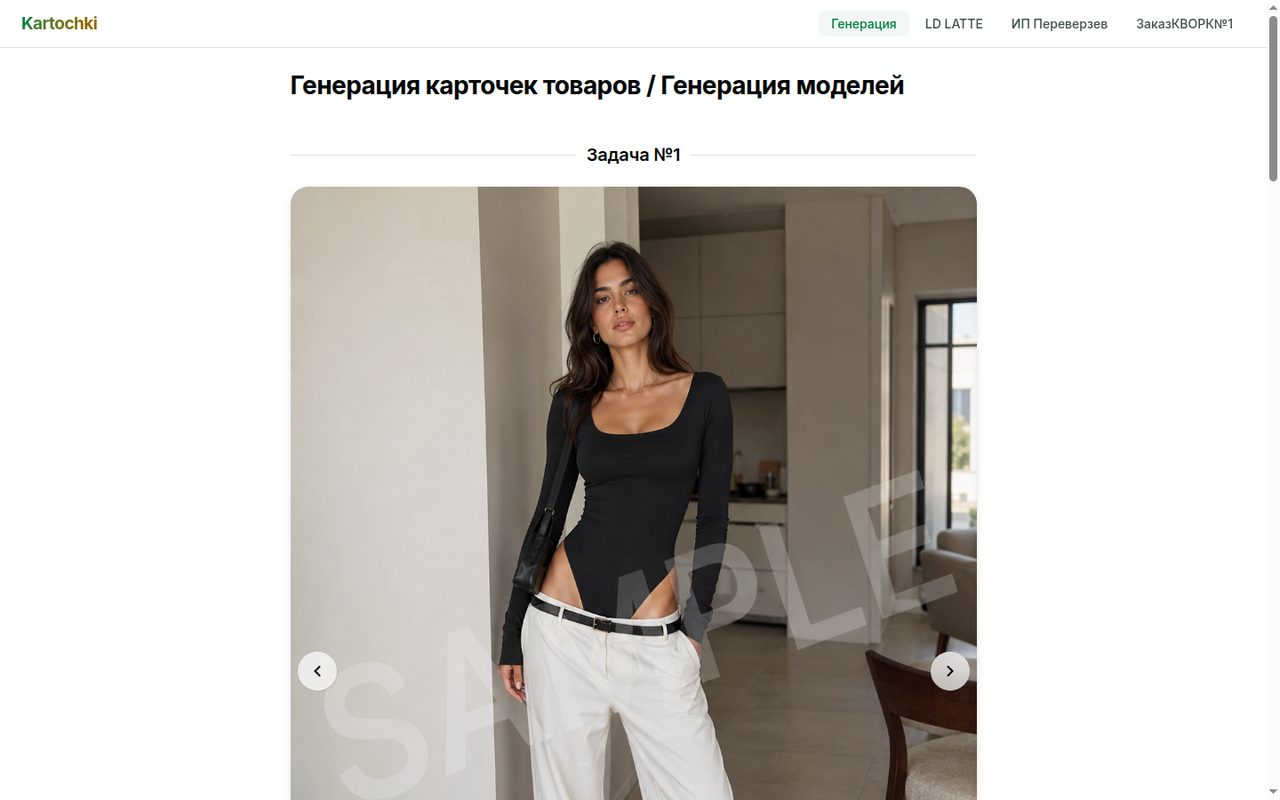 Kartochki
Генерация
LD LATTE
ИП Переверзев
ЗаказКВОРК№1
Генерация карточек товаров / Генерация моделей
Задача №1
SAMPLE